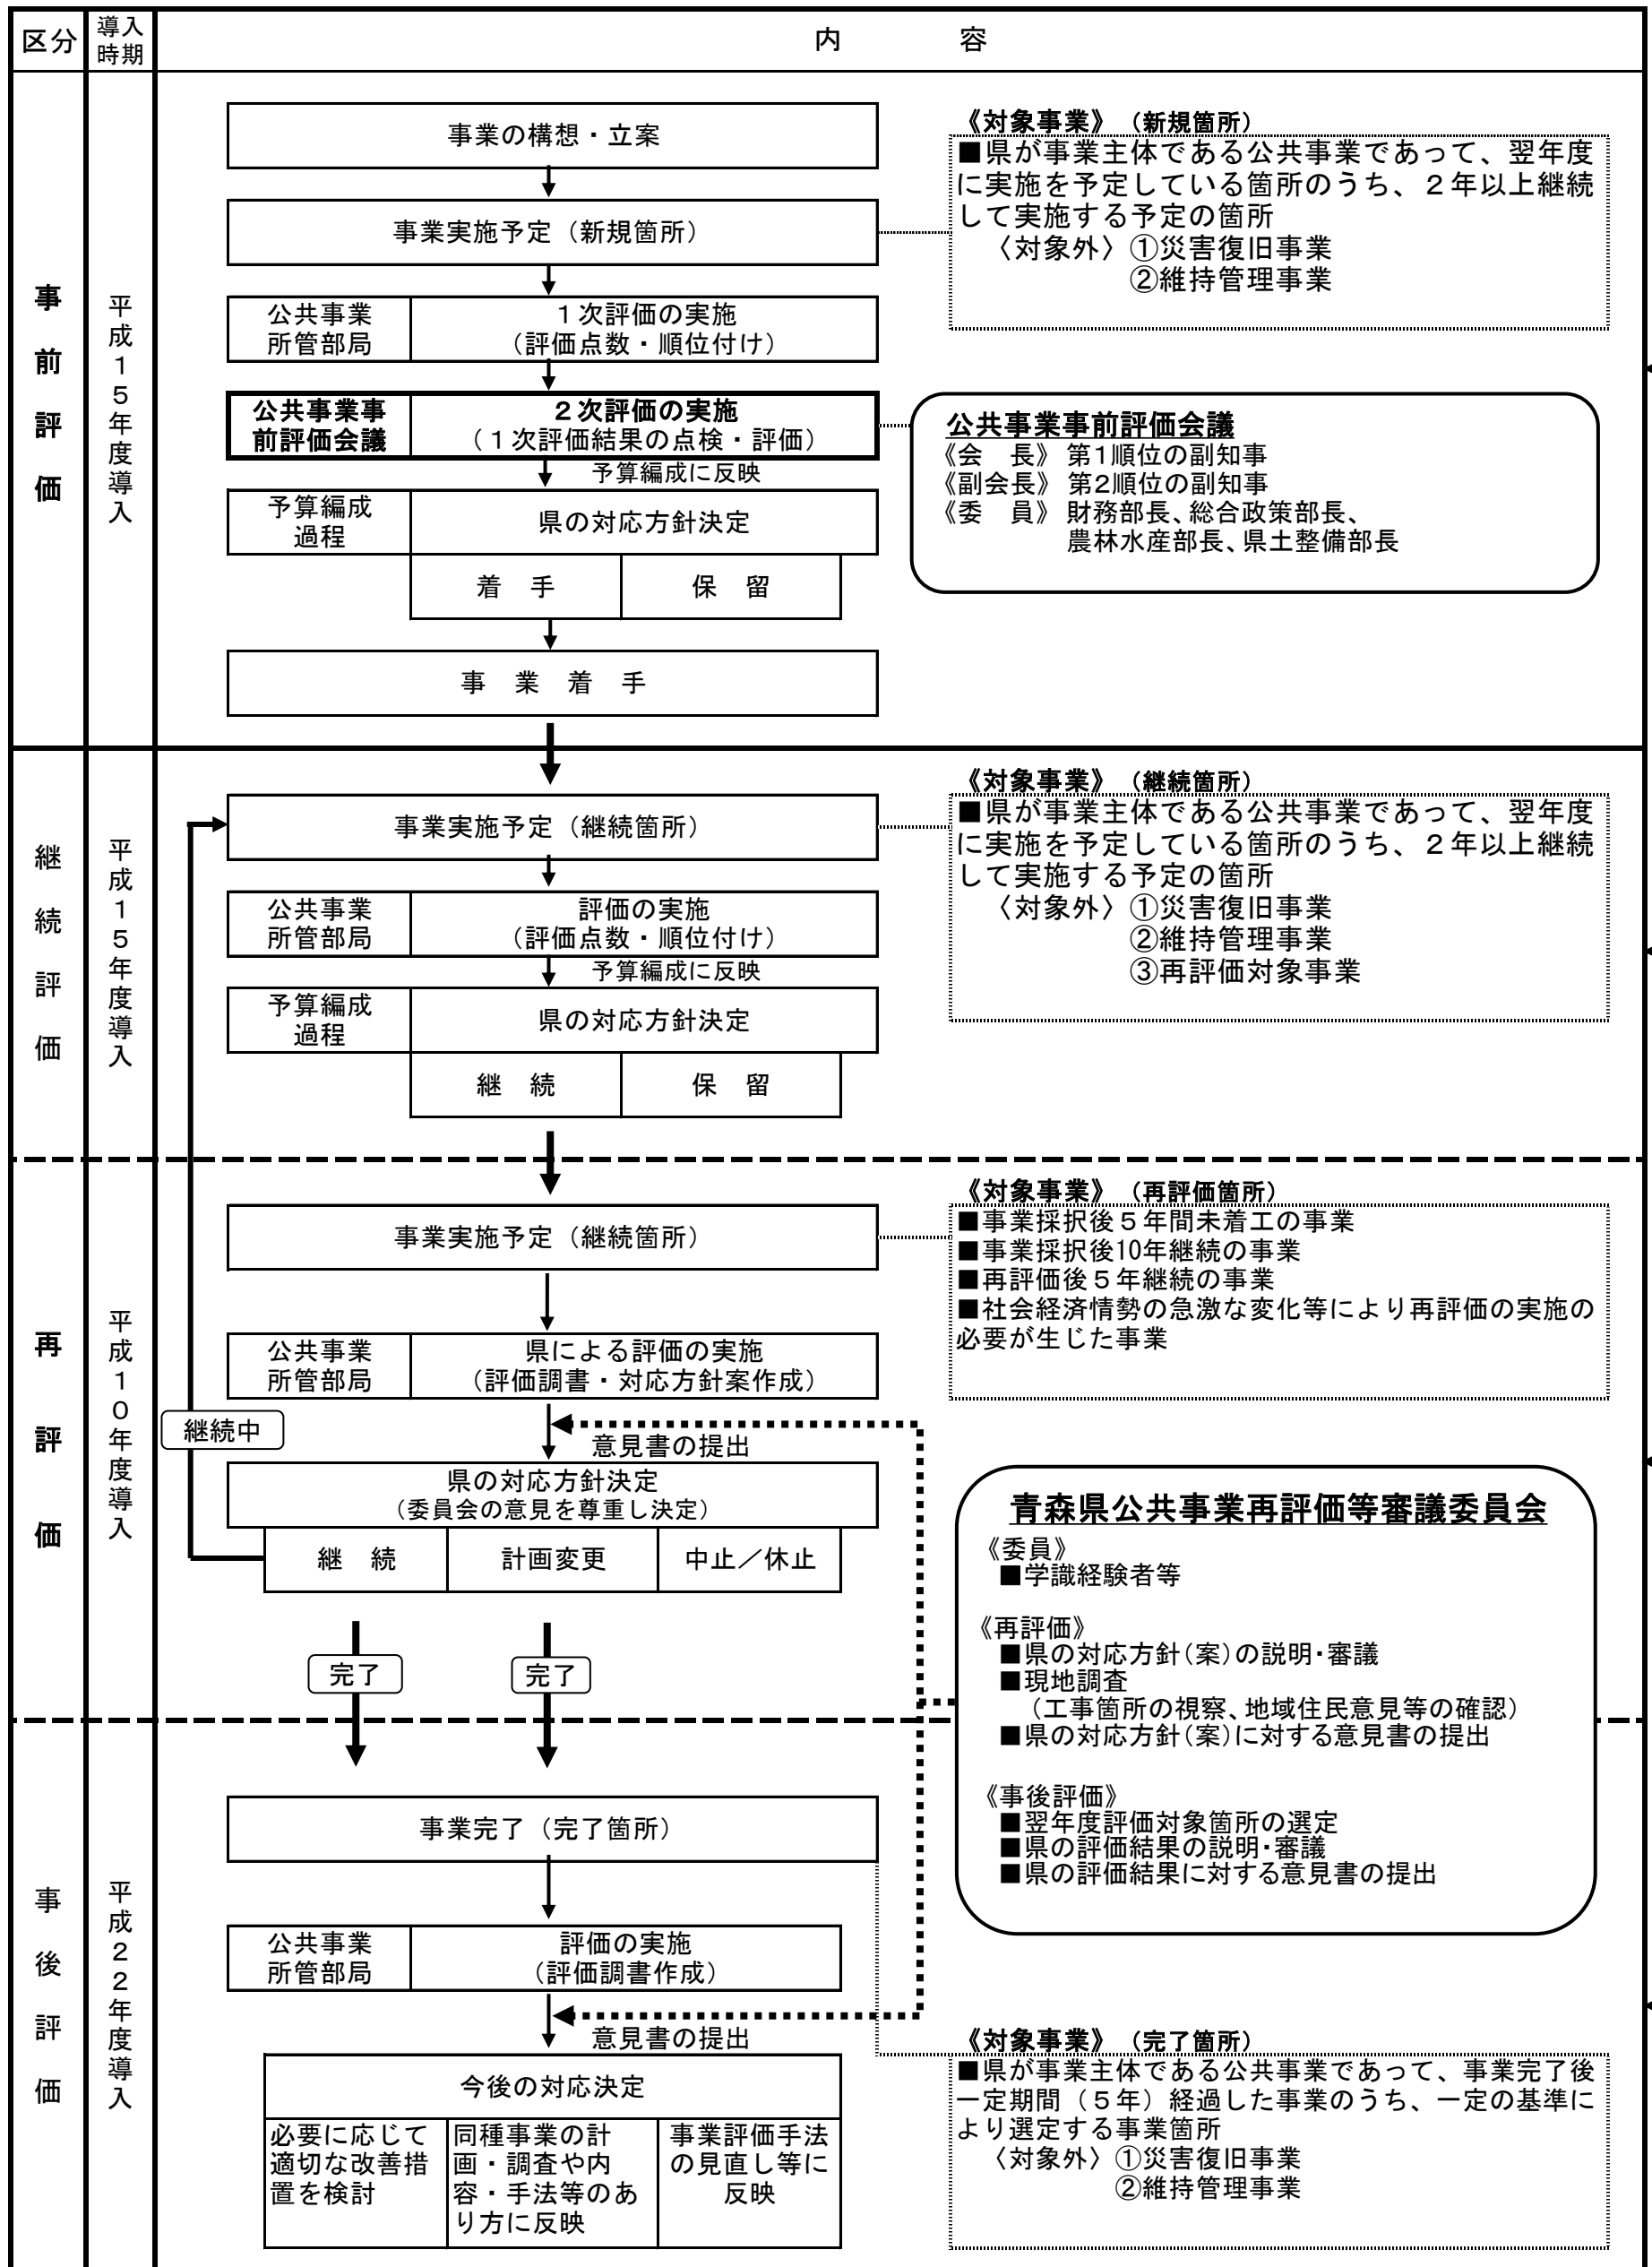 区分
導入
時期
内　　　　容
事前評価
平成１５年度導入
事業の構想・立案
事業実施予定（新規箇所）
公共事業
所管部局
１次評価の実施
（評価点数・順位付け）
公共事業事
前評価会議
２次評価の実施
（１次評価結果の点検・評価）
予算編成に反映
予算編成
過程
県の対応方針決定
着　手
保　留
事　業　着　手
《対象事業》（新規箇所）
■県が事業主体である公共事業であって、翌年度
に実施を予定している箇所のうち、２年以上継続
して実施する予定の箇所
〈対象外〉①災害復旧事業
②維持管理事業
公共事業事前評価会議
《会　長》 第1順位の副知事
《副会長》 第2順位の副知事
《委　員》 財務部長、総合政策部長、
農林水産部長、県土整備部長
継続評価
平成１５年度導入
事業実施予定（継続箇所）
公共事業
所管部局
評価の実施
（評価点数・順位付け）
予算編成に反映
予算編成
過程
県の対応方針決定
継　続
保　留
《対象事業》（継続箇所）
■県が事業主体である公共事業であって、翌年度
に実施を予定している箇所のうち、２年以上継続
して実施する予定の箇所
〈対象外〉①災害復旧事業
②維持管理事業
③再評価対象事業
再評価
平成１０年度導入
事業実施予定（継続箇所）
公共事業
所管部局
県による評価の実施
（評価調書・対応方針案作成）
意見書の提出
継続中
県の対応方針決定
（委員会の意見を尊重し決定）
継　続
計画変更
中止／休止
完了
完了
《対象事業》（再評価箇所）
■事業採択後５年間未着工の事業
■事業採択後10年継続の事業
■再評価後５年継続の事業
■社会経済情勢の急激な変化等により再評価の実施の
必要が生じた事業
青森県公共事業再評価等審議委員会
《委員》
■学識経験者等
《再評価》
■県の対応方針（案）の説明・審議
■現地調査
（工事箇所の視察、地域住民意見等の確認）
■県の対応方針（案）に対する意見書の提出
《事後評価》
■翌年度評価対象箇所の選定
■県の評価結果の説明・審議
■県の評価結果に対する意見書の提出
事後評価
平成２２年度導入
事業完了（完了箇所）
公共事業
所管部局
評価の実施
（評価調書作成）
意見書の提出
今後の対応決定
必要に応じて
適切な改善措
置を検討
同種事業の計
画・調査や内
容・手法等のあ
り方に反映
事業評価手法
の見直し等に
反映
《対象事業》（完了箇所）
■県が事業主体である公共事業であって、事業完了後
一定期間（５年）経過した事業のうち、一定の基準に
より選定する事業箇所
〈対象外〉①災害復旧事業
②維持管理事業